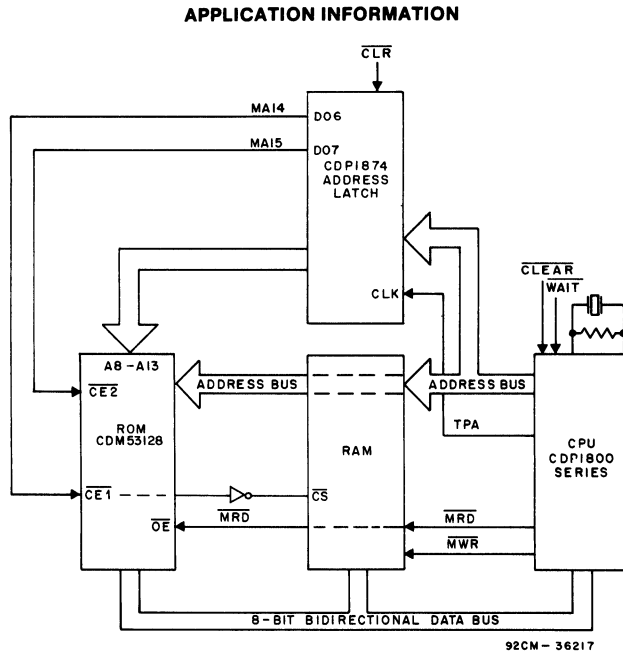 APPLICATION INFORMATION
CLR
MA14
DO6
MA15
DO7
CDP1874
ADDRESS
LATCH
CLK
CLEAR
WAIT
A8-A13
CE2
ADDRESS BUS
ADDRESS BUS
TPA
ROM
CDM53128
RAM
CPU
CDP1800
SERIES
CE1
CS
OE
MRD
MRD
MWR
8-BIT BIDIRECTIONAL DATA BUS
92CM-36217